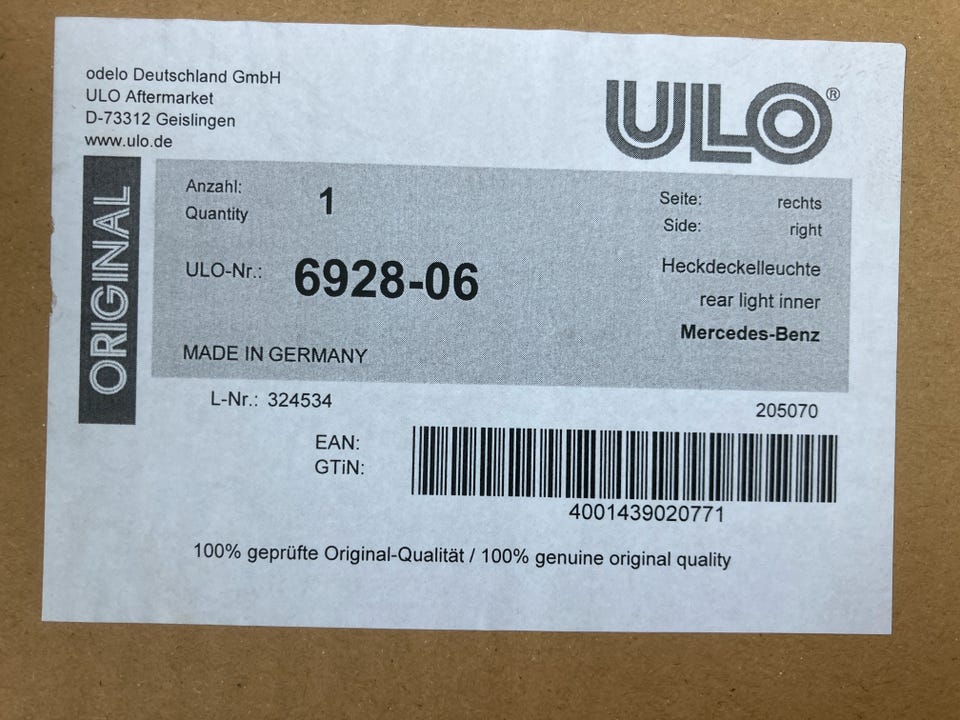 odelo Deutschland GmbH
ULO Aftermarket
D-73312 Geislingen
www.ulo.de
ULO®
ORIGINAL
Anzahl:
Quantity
1
Seite: rechts
Side: right
ULO-Nr.: 6928-06
Heckdeckelleuchte
rear light inner
Mercedes-Benz
MADE IN GERMANY
L-Nr.: 324534
205070
EAN:
GTiN:
4001439020771
100% geprüfte Original-Qualität / 100% genuine original quality